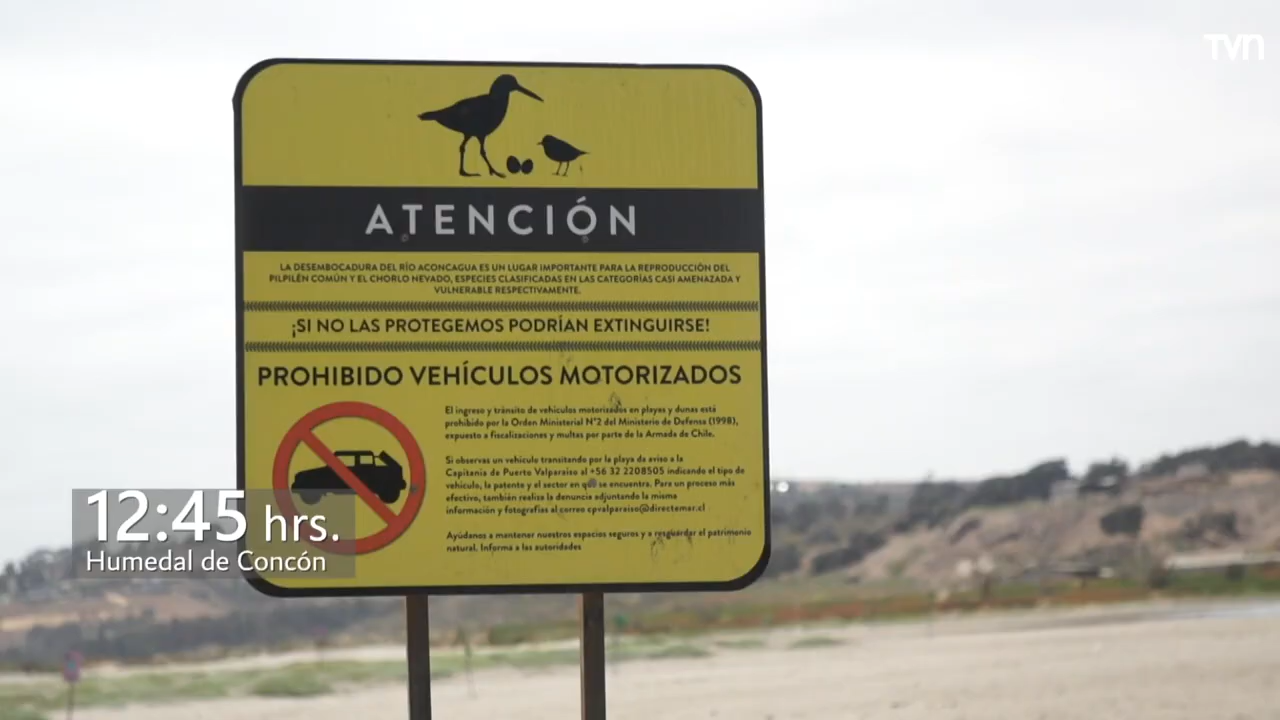 TVN
ATENCIÓN
LA DESEMBOCADURA DEL RÍO ACONCAGUA ES UN LUGAR IMPORTANTE PARA LA REPRODUCCIÓN DEL
PILPILÉN COMÚN Y EL CHORLO NEVADO, ESPECIES CLASIFICADAS EN LAS CATEGORÍAS CASI AMENAZADA Y
VULNERABLE RESPECTIVAMENTE.
¡SI NO LAS PROTEGEMOS PODRÍAN EXTINGUIRSE!
PROHIBIDO VEHÍCULOS MOTORIZADOS
El ingreso y tránsito de vehículos motorizados en playas y dunas está
prohibido por la Orden Ministerial N°2 del Ministerio de Defensa (1998),
expuesto a fiscalizaciones y multas por parte de la Armada de Chile.
Si observas un vehículo transitando por la playa da aviso a la
Capitania de Puerto Valparaíso al +56 32 2208505 indicando el tipo de
vehículo, la patente y el sector en que se encuentra. Para un proceso más
efectivo, también realiza la denuncia adjuntando la misma
información y fotografías al correo cpvalparaiso@directemar.cl
Ayúdanos a mantener nuestros espacios seguros y a resguardar el patrimonio
natural. Informa a las autoridades
12:45 hrs.
Humedal de Concón